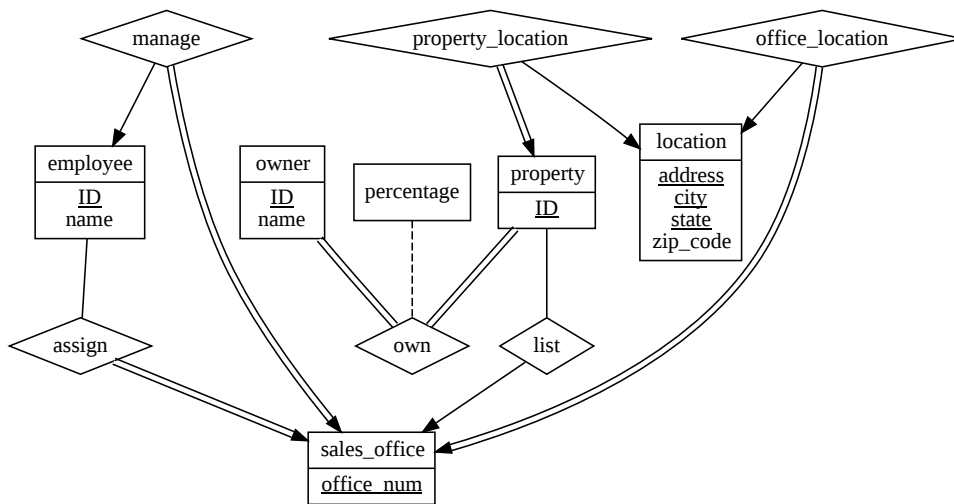 manage
property_location
office_location
employee
ID
name
owner
ID
name
percentage
property
ID
location
address
city
state
zip_code
assign
own
list
sales_office
office_num